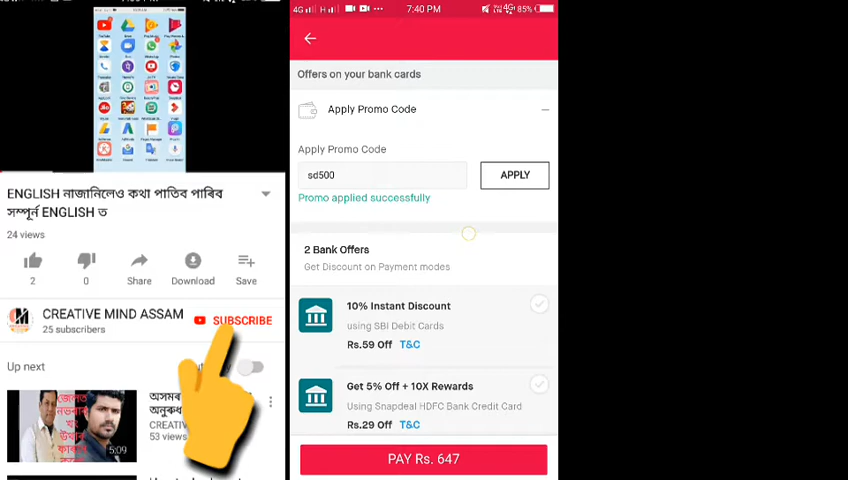 ENGLISH নাজানিলেও কথা পাতিব পাৰিব
সম্পূৰ্ন ENGLISH ত
24 views
2
0
Share
Download
Save
CREATIVE MIND ASSAM
25 subscribers
SUBSCRIBE
Up next
5:09
53 views
4G
7:40 PM
85%
Offers on your bank cards
Apply Promo Code
Apply Promo Code
sd500
APPLY
Promo applied successfully
2 Bank Offers
Get Discount on Payment modes
10% Instant Discount
using SBI Debit Cards
Rs.59 Off T&C
Get 5% Off + 10X Rewards
Using Snapdeal HDFC Bank Credit Card
Rs.29 Off T&C
PAY Rs. 647